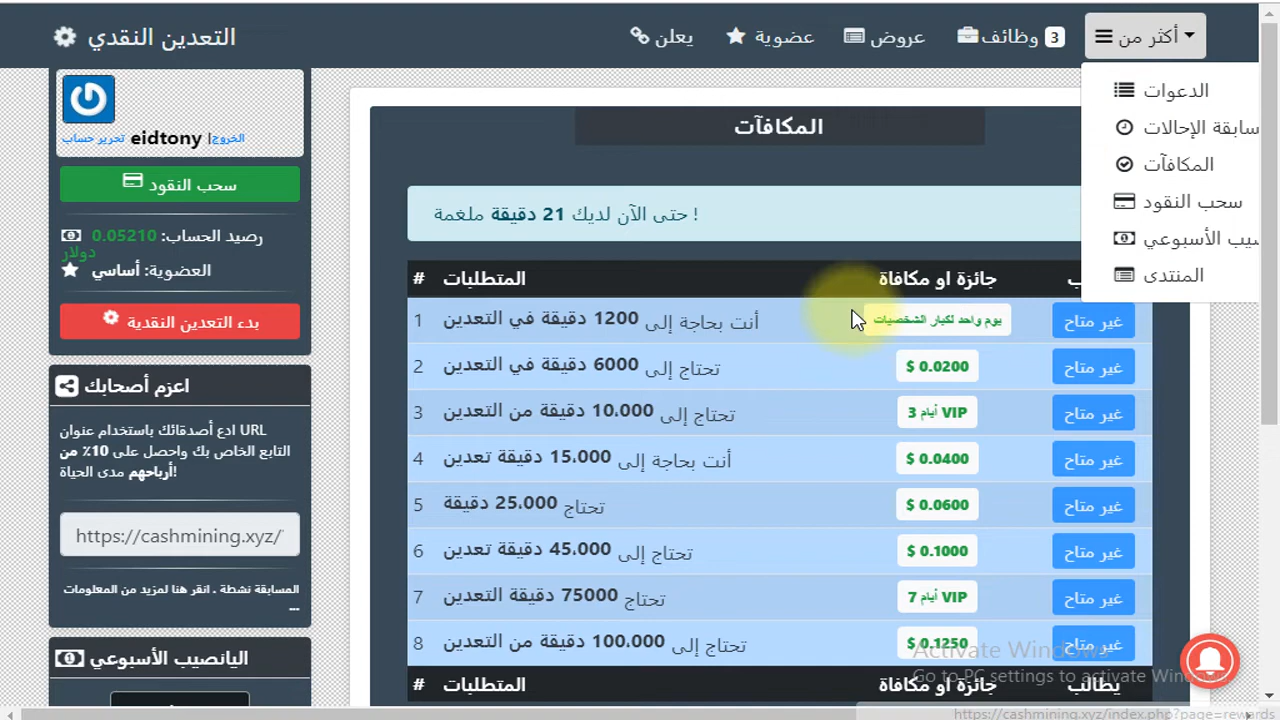 التعدين النقدي
أكثر من
وظائف 3
عروض
عضوية
يعلن
الدعوات
سابقة الإحالات
المكافآت
سحب النقود
صيب الأسبوعي
المنتدى
eidtony
الخروج|
تحرير حساب
سحب النقود
رصيد الحساب: 0.05210
دولار
العضوية: أساسي
بدء التعدين النقدية
اعزم أصحابك
URL ادع أصدقائك باستخدام عنوان
التابع الخاص بك واحصل على 10٪ من
أرباحهم مدى الحياة!
https://cashmining.xyz/
المسابقة نشطة . انقر هنا لمزيد من المعلومات
---
اليانصيب الأسبوعي
المكافآت
حتى الآن لديك 21 دقيقة ملغمة !
# المتطلبات جائزة او مكافاة ب
1 أنت بحاجة إلى 1200 دقيقة في التعدين يوم واحد لكبار الشخصيات غير متاح
2 تحتاج إلى 6000 دقيقة في التعدين $ 0.0200 غير متاح
3 تحتاج إلى 10،000 دقيقة من التعدين VIP أيام 3 غير متاح
4 أنت بحاجة إلى 15،000 دقيقة تعدين $ 0.0400 غير متاح
5 تحتاج 25،000 دقيقة $ 0.0600 غير متاح
6 تحتاج إلى 45،000 دقيقة تعدين $ 0.1000 غير متاح
7 تحتاج 75000 دقيقة التعدين VIP أيام 7 غير متاح
8 تحتاج إلى 100،000 دقيقة من التعدين $ 0.1250 غير متاح
# المتطلبات جائزة او مكافاة يطالب
Activate Windows
Go to PC settings to activate Windows.
https://cashmining.xyz/index.php?page=rewards